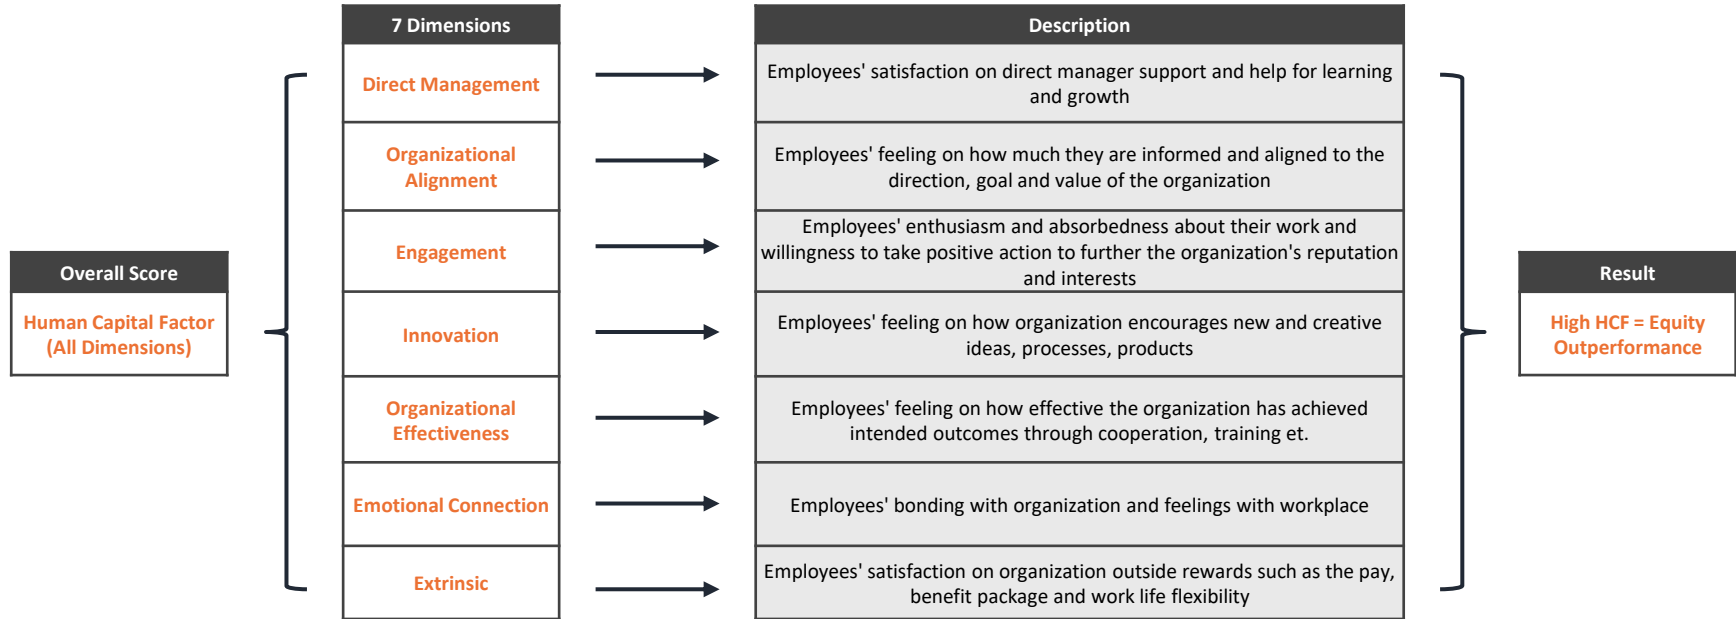 Overall Score
Human Capital Factor
(All Dimensions)
7 Dimensions
Description
Direct Management
Employees' satisfaction on direct manager support and help for learning
and growth
Organizational
Alignment
Employees' feeling on how much they are informed and aligned to the
direction, goal and value of the organization
Engagement
Employees' enthusiasm and absorbedness about their work and
willingness to take positive action to further the organization's reputation
and interests
Innovation
Employees' feeling on how organization encourages new and creative
ideas, processes, products
Organizational
Effectiveness
Employees' feeling on how effective the organization has achieved
intended outcomes through cooperation, training et.
Emotional Connection
Employees' bonding with organization and feelings with workplace
Extrinsic
Employees' satisfaction on organization outside rewards such as the pay,
benefit package and work life flexibility
Result
High HCF = Equity
Outperformance